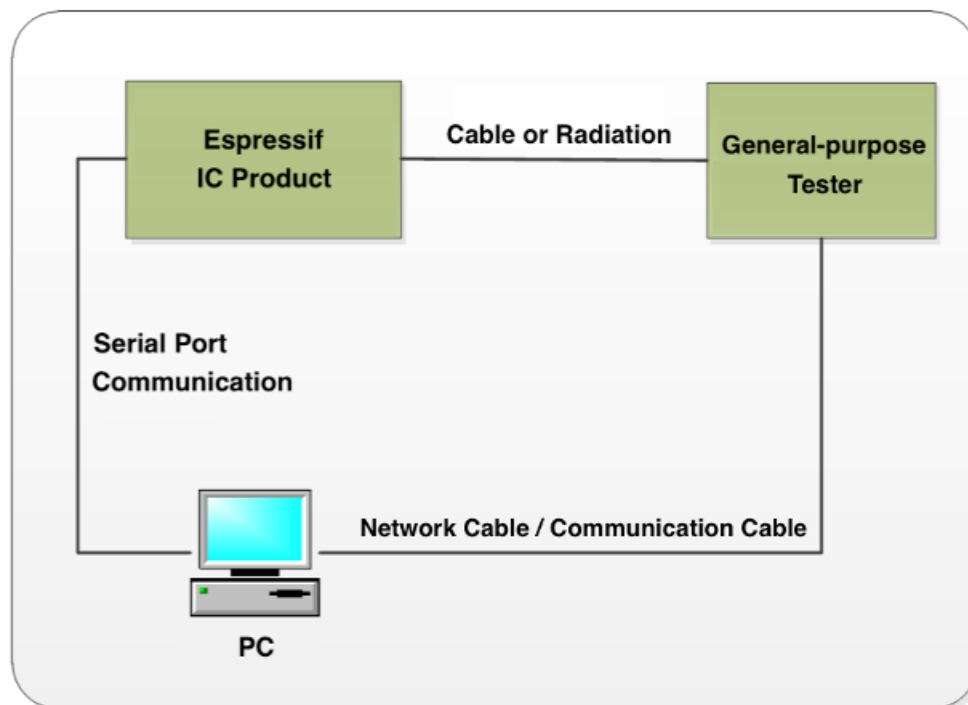 Espressif
IC Product
Cable or Radiation
General-purpose
Tester
Serial Port
Communication
Network Cable / Communication Cable
PC